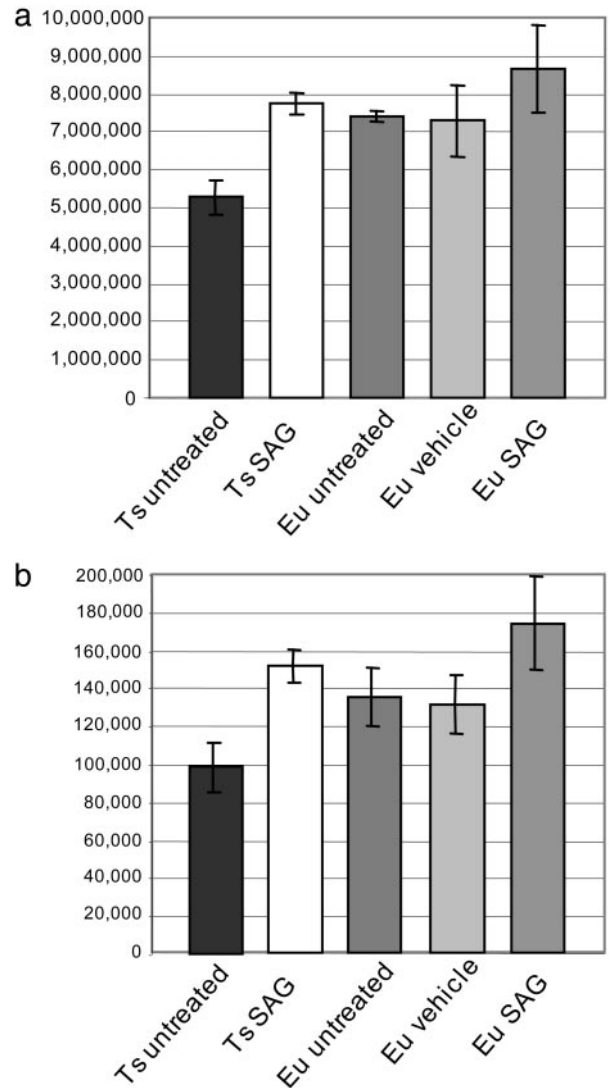 a
10,000,000
9,000,000
8,000,000
7,000,000
6,000,000
5,000,000
4,000,000
3,000,000
2,000,000
1,000,000
0
Ts untreated
Ts SAG
Eu untreated
Eu vehicle
Eu SAG
b
200,000
180,000
160,000
140,000
120,000
100,000
80,000
60,000
40,000
20,000
0
Ts untreated
Ts SAG
Eu untreated
Eu vehicle
Eu SAG